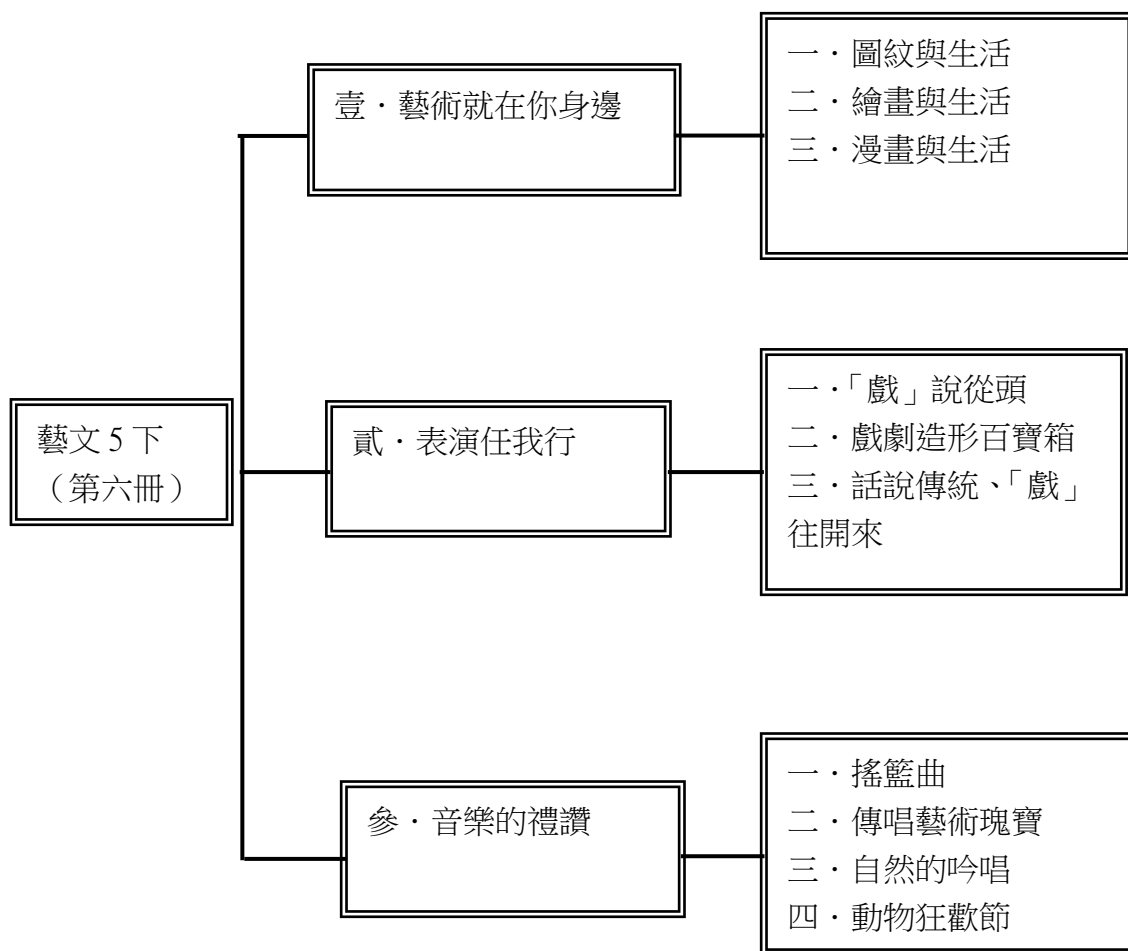 藝文5下
（第六冊）
壹．藝術就在你身邊
一．圖紋與生活
二．繪畫與生活
三．漫畫與生活
貳．表演任我行
一．「戲」說從頭
二．戲劇造形百寶箱
三．話說傳統、「戲」
往開來
參．音樂的禮讚
一．搖籃曲
二．傳唱藝術瑰寶
三．自然的吟唱
四．動物狂歡節